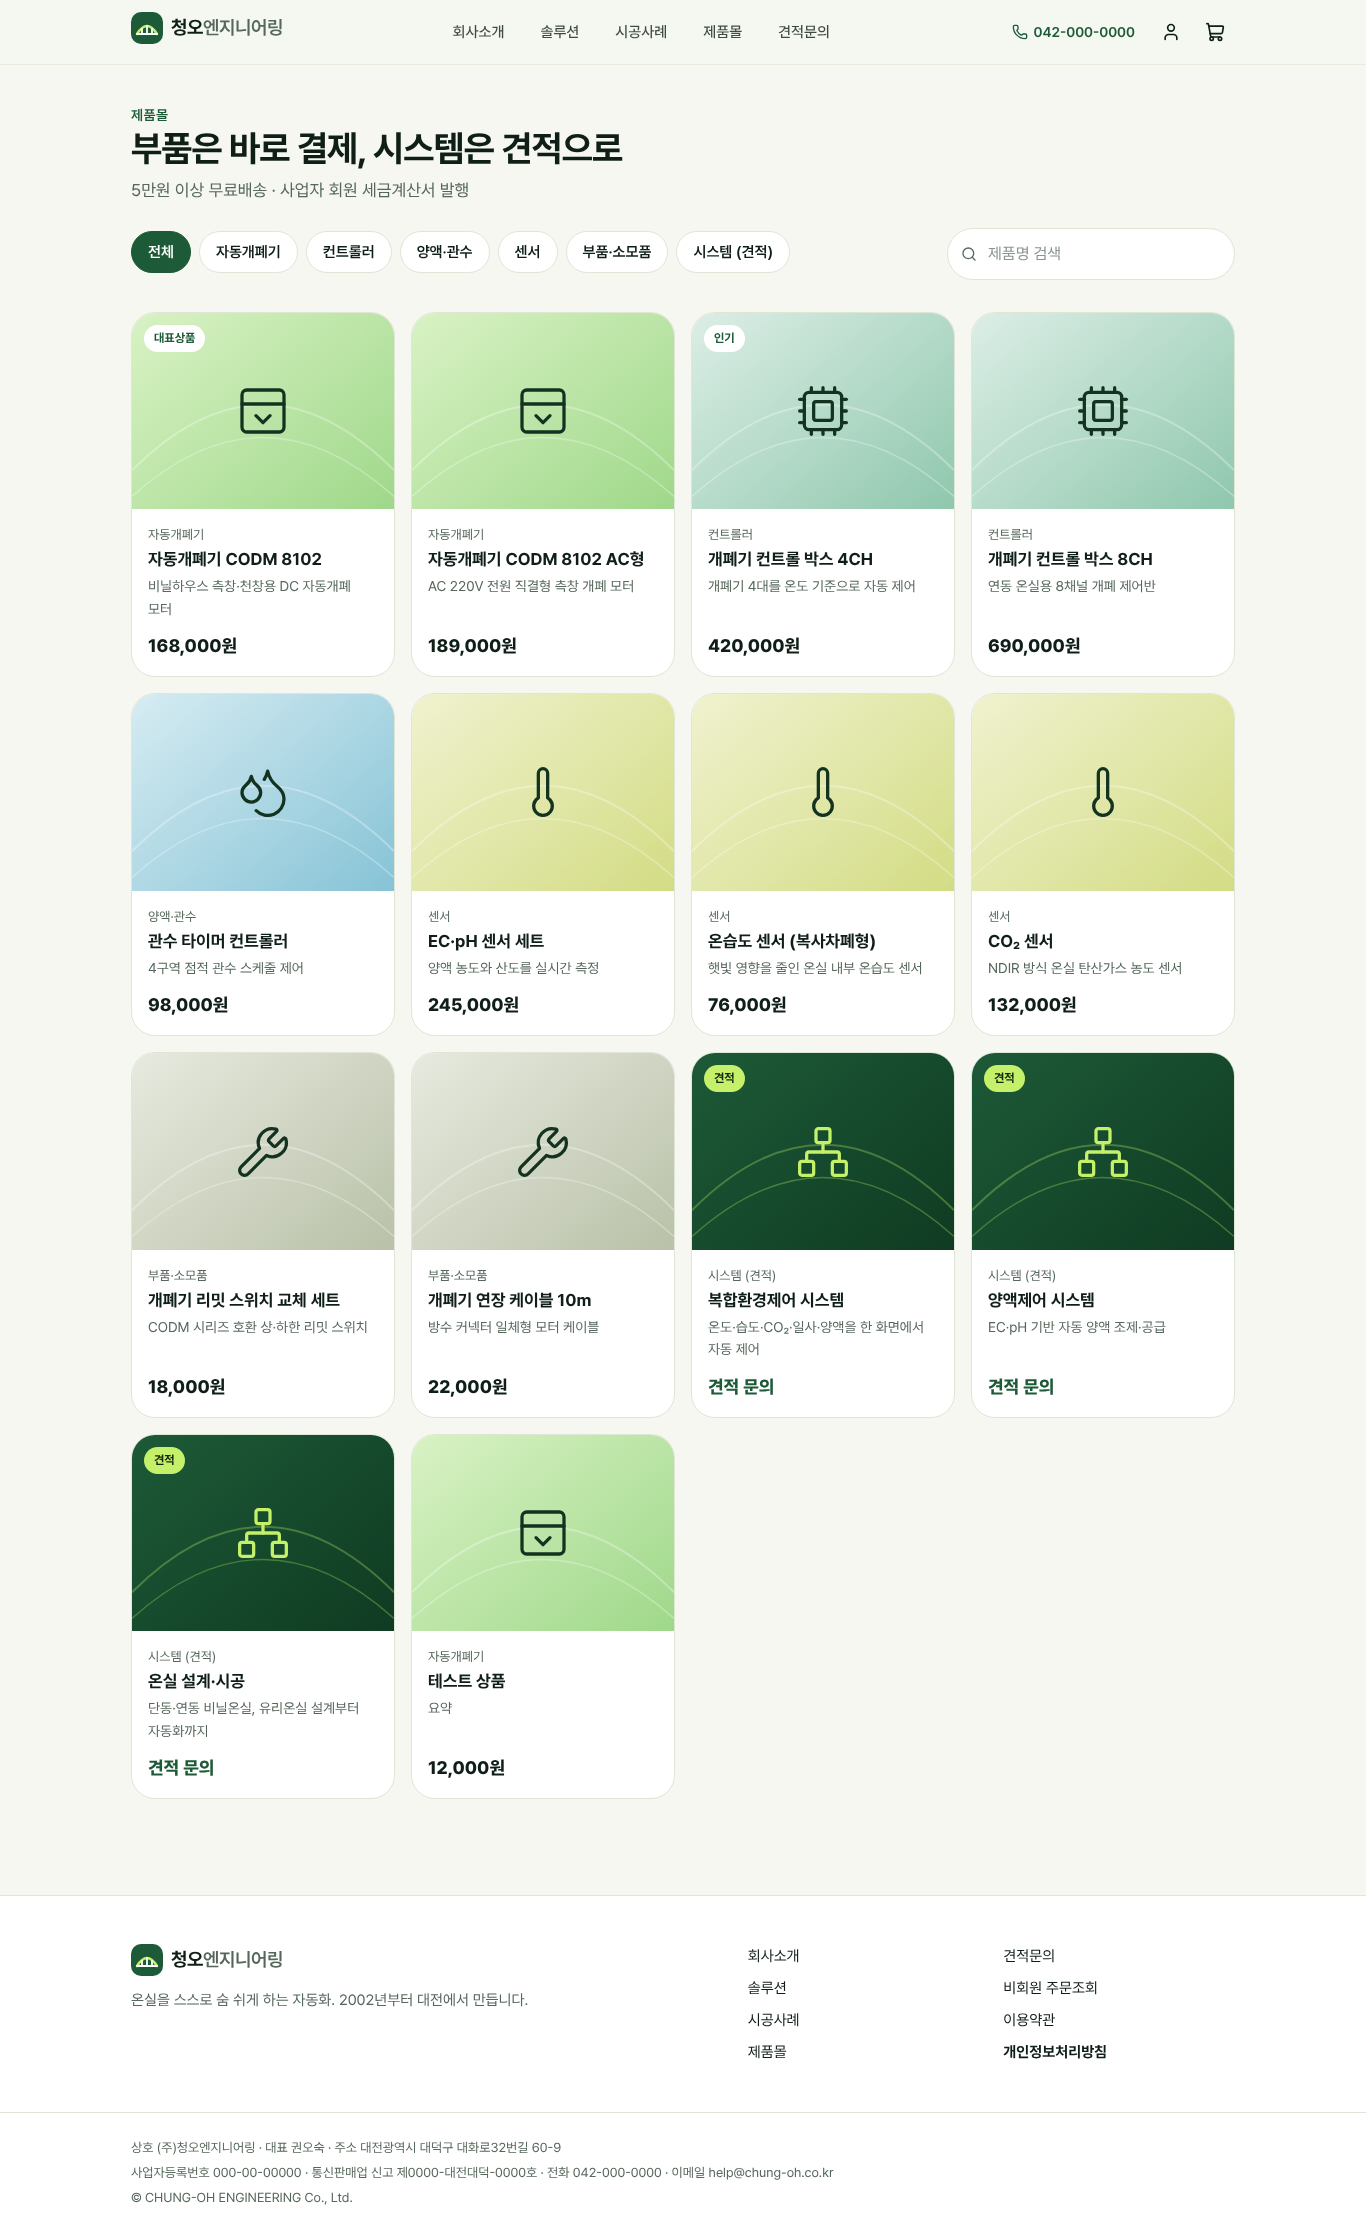 청오엔지니어링
회사소개
솔루션
시공사례
제품몰
견적문의
042-000-0000
제품몰
부품은 바로 결제, 시스템은 견적으로
5만원 이상 무료배송 · 사업자 회원 세금계산서 발행
전체
자동개폐기
컨트롤러
양액·관수
센서
부품·소모품
시스템 (견적)
제품명 검색
대표상품
자동개폐기
자동개폐기 CODM 8102
비닐하우스 측창·천창용 DC 자동개폐
모터
168,000원
자동개폐기
자동개폐기 CODM 8102 AC형
AC 220V 전원 직결형 측창 개폐 모터
189,000원
인기
컨트롤러
개폐기 컨트롤 박스 4CH
개폐기 4대를 온도 기준으로 자동 제어
420,000원
컨트롤러
개폐기 컨트롤 박스 8CH
연동 온실용 8채널 개폐 제어반
690,000원
양액·관수
관수 타이머 컨트롤러
4구역 점적 관수 스케줄 제어
98,000원
센서
EC·pH 센서 세트
양액 농도와 산도를 실시간 측정
245,000원
센서
온습도 센서 (복사차폐형)
햇빛 영향을 줄인 온실 내부 온습도 센서
76,000원
센서
CO₂ 센서
NDIR 방식 온실 탄산가스 농도 센서
132,000원
부품·소모품
개폐기 리밋 스위치 교체 세트
CODM 시리즈 호환 상·하한 리밋 스위치
18,000원
부품·소모품
개폐기 연장 케이블 10m
방수 커넥터 일체형 모터 케이블
22,000원
견적
시스템 (견적)
복합환경제어 시스템
온도·습도·CO₂·일사·양액을 한 화면에서
자동 제어
견적 문의
견적
시스템 (견적)
양액제어 시스템
EC·pH 기반 자동 양액 조제·공급
견적 문의
견적
시스템 (견적)
온실 설계·시공
단동·연동 비닐온실, 유리온실 설계부터
자동화까지
견적 문의
자동개폐기
테스트 상품
요약
12,000원
청오엔지니어링
온실을 스스로 숨 쉬게 하는 자동화. 2002년부터 대전에서 만듭니다.
회사소개
솔루션
시공사례
제품몰
견적문의
비회원 주문조회
이용약관
개인정보처리방침
상호 (주)청오엔지니어링 · 대표 권오숙 · 주소 대전광역시 대덕구 대화로32번길 60-9
사업자등록번호 000-00-00000 · 통신판매업 신고 제0000-대전대덕-0000호 · 전화 042-000-0000 · 이메일 help@chung-oh.co.kr
© CHUNG-OH ENGINEERING Co., Ltd.